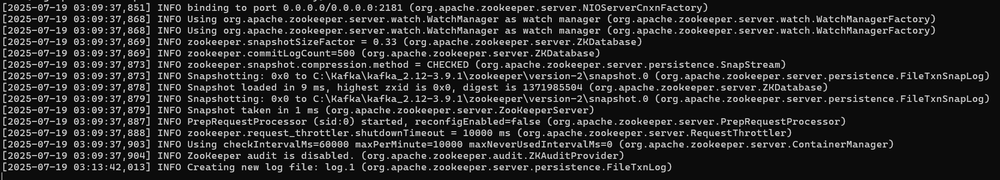 [2025-07-19 03:09:37,851] INFO binding to port 0.0.0.0/0.0.0.0:2181 (org.apache.zookeeper.server.NIOServerCnxnFactory)
[2025-07-19 03:09:37,868] INFO Using org.apache.zookeeper.server.watch.WatchManager as watch manager (org.apache.zookeeper.server.watch.WatchManagerFactory)
[2025-07-19 03:09:37,868] INFO Using org.apache.zookeeper.server.watch.WatchManager as watch manager (org.apache.zookeeper.server.watch.WatchManagerFactory)
[2025-07-19 03:09:37,869] INFO zookeeper.snapshotSizeFactor = 0.33 (org.apache.zookeeper.server.ZKDatabase)
[2025-07-19 03:09:37,869] INFO zookeeper.commitLogCount=500 (org.apache.zookeeper.server.ZKDatabase)
[2025-07-19 03:09:37,873] INFO zookeeper.snapshot.compression.method = CHECKED (org.apache.zookeeper.server.persistence.SnapStream)
[2025-07-19 03:09:37,873] INFO Snapshotting: 0x0 to C:\Kafka\kafka_2.12-3.9.1\zookeeper\version-2\snapshot.0 (org.apache.zookeeper.server.persistence.FileTxnSnapLog)
[2025-07-19 03:09:37,878] INFO Snapshot loaded in 9 ms, highest zxid is 0x0, digest is 1371985504 (org.apache.zookeeper.server.ZKDatabase)
[2025-07-19 03:09:37,879] INFO Snapshotting: 0x0 to C:\Kafka\kafka_2.12-3.9.1\zookeeper\version-2\snapshot.0 (org.apache.zookeeper.server.persistence.FileTxnSnapLog)
[2025-07-19 03:09:37,879] INFO Snapshot taken in 1 ms (org.apache.zookeeper.server.ZooKeeperServer)
[2025-07-19 03:09:37,887] INFO PrepRequestProcessor (sid:0) started, reconfigEnabled=false (org.apache.zookeeper.server.PrepRequestProcessor)
[2025-07-19 03:09:37,888] INFO zookeeper.request_throttler.shutdownTimeout = 10000 ms (org.apache.zookeeper.server.RequestThrottler)
[2025-07-19 03:09:37,903] INFO Using checkIntervalMs=60000 maxPerMinute=10000 maxNeverUsedIntervalMs=0 (org.apache.zookeeper.server.ContainerManager)
[2025-07-19 03:09:37,904] INFO ZooKeeper audit is disabled. (org.apache.zookeeper.audit.ZKAuditProvider)
[2025-07-19 03:13:42,013] INFO Creating new log file: log.1 (org.apache.zookeeper.server.persistence.FileTxnLog)